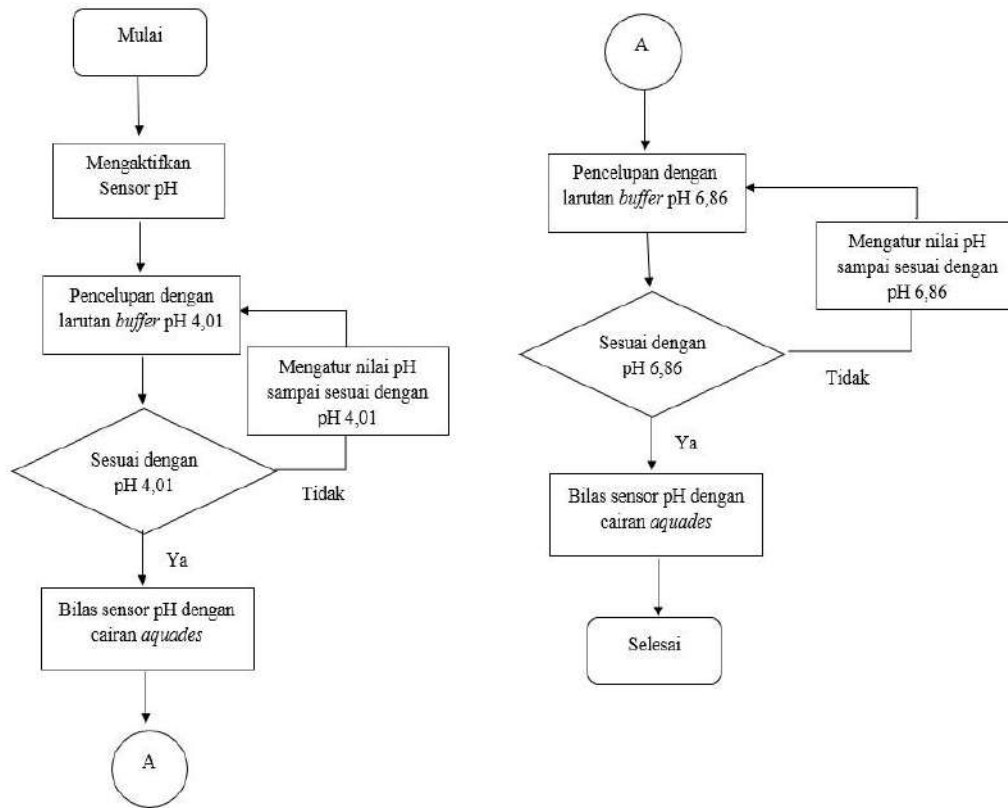 Mulai
Mengaktifkan
Sensor pH
Pencelupan dengan
larutan buffer pH 4,01
Mengatur nilai pH
sampai sesuai dengan
pH 4,01
Sesuai dengan
pH 4,01
Tidak
Ya
Bilas sensor pH dengan
cairan aquades
A
A
Pencelupan dengan
larutan buffer pH 6,86
Mengatur nilai pH
sampai sesuai dengan
pH 6,86
Sesuai dengan
pH 6,86
Tidak
Ya
Bilas sensor pH dengan
cairan aquades
Selesai